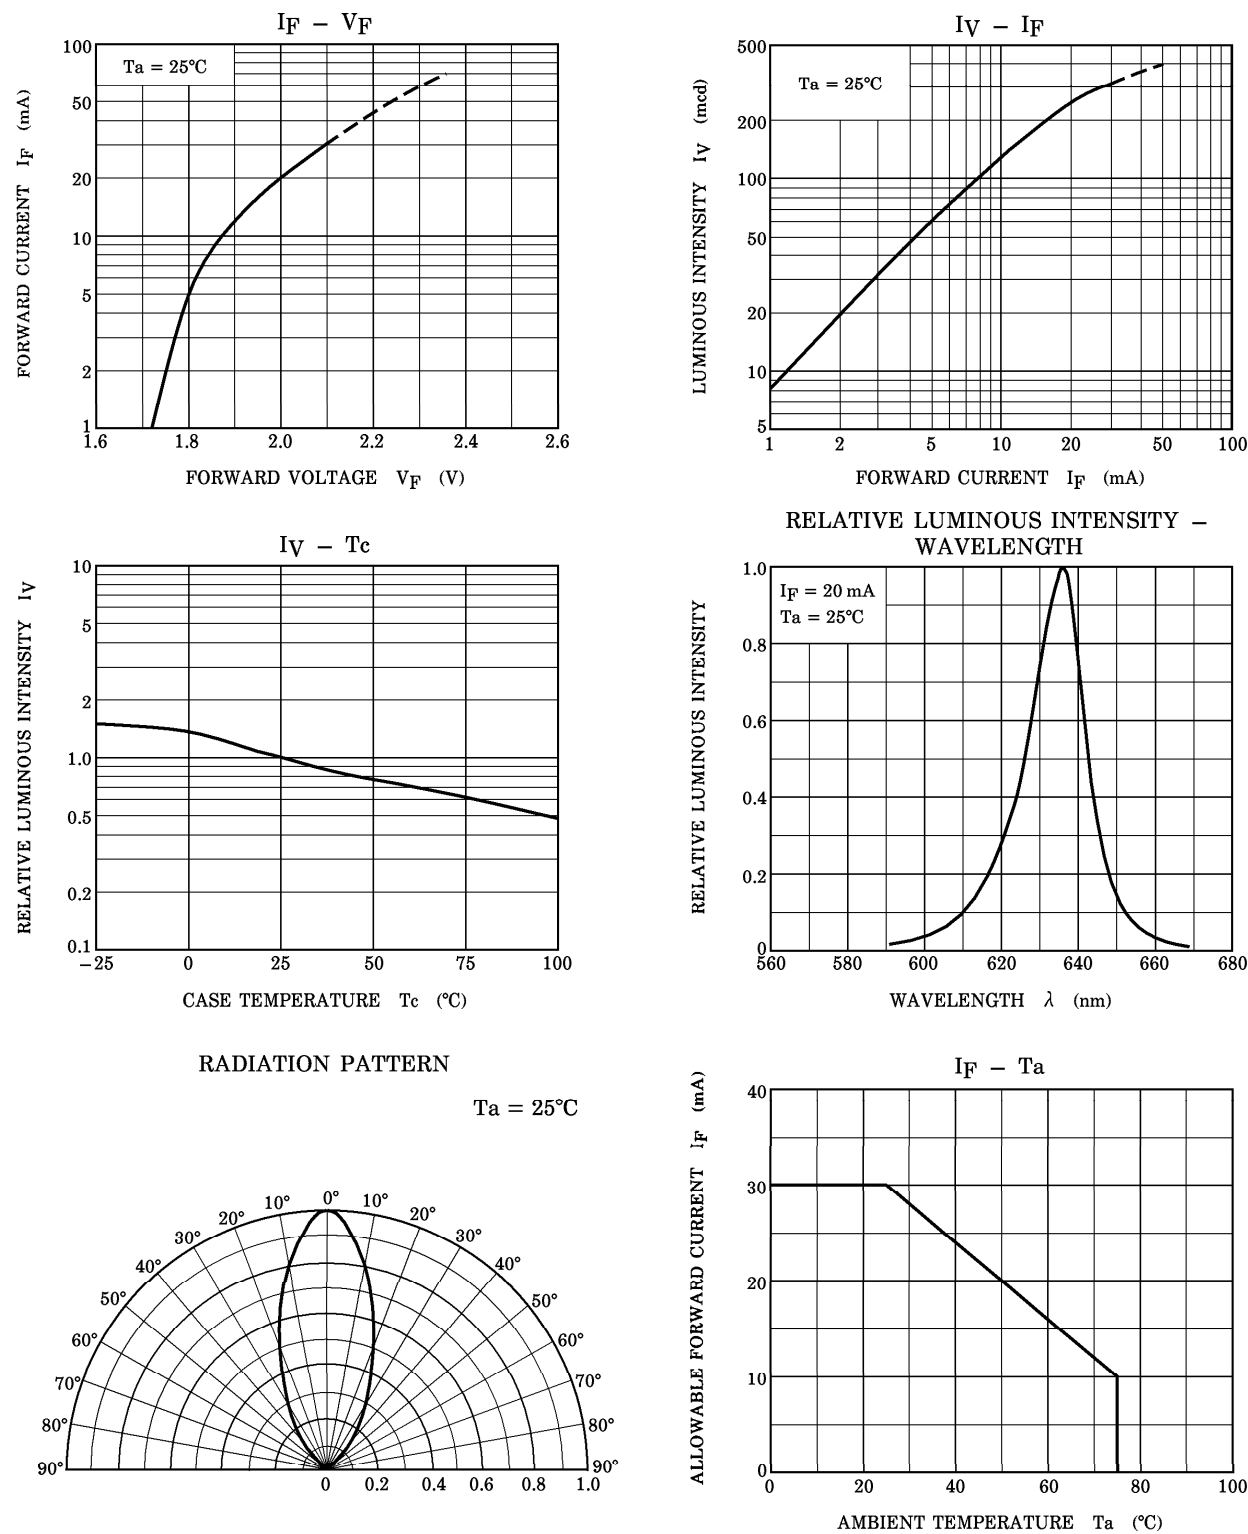 IF – VF
Ta = 25°C
FORWARD CURRENT IF (mA)
100
50
20
10
5
2
1
1.6 1.8 2.0 2.2 2.4 2.6
FORWARD VOLTAGE VF (V)
IV – IF
Ta = 25°C
LUMINOUS INTENSITY IV (mcd)
500
200
100
50
20
10
5
1 2 5 10 20 50 100
FORWARD CURRENT IF (mA)
IV – Tc
RELATIVE LUMINOUS INTENSITY IV
10
5
2
1.0
0.5
0.2
0.1
−25 0 25 50 75 100
CASE TEMPERATURE Tc (°C)
RELATIVE LUMINOUS INTENSITY –
WAVELENGTH
IF = 20 mA
Ta = 25°C
RELATIVE LUMINOUS INTENSITY
1.0
0.8
0.6
0.4
0.2
0
560 580 600 620 640 660 680
WAVELENGTH λ (nm)
RADIATION PATTERN
Ta = 25°C
90° 80° 70° 60° 50° 40° 30° 20° 10° 0° 10° 20° 30° 40° 50° 60° 70° 80° 90°
0 0.2 0.4 0.6 0.8 1.0
IF – Ta
ALLOWABLE FORWARD CURRENT IF (mA)
40
30
20
10
0
0 20 40 60 80 100
AMBIENT TEMPERATURE Ta (°C)